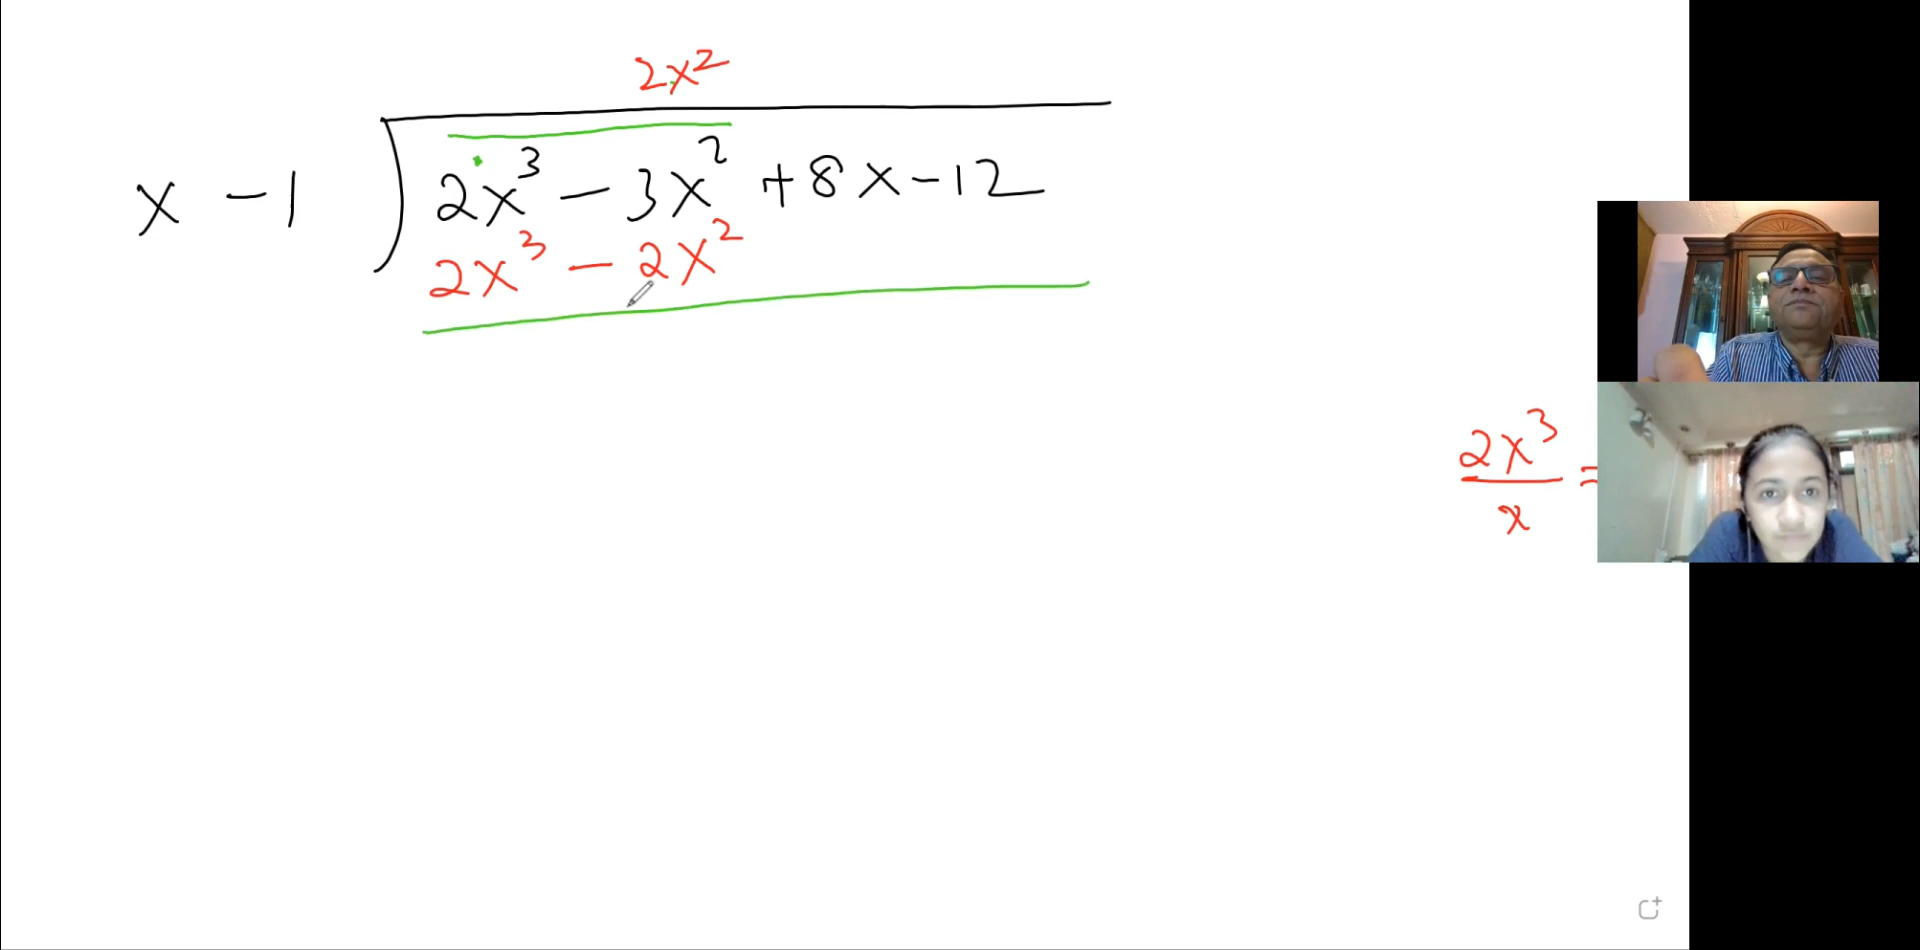 2x²
x - 1 2x³ - 3x² + 8x - 12
2x³ - 2x²
2x³
x
=